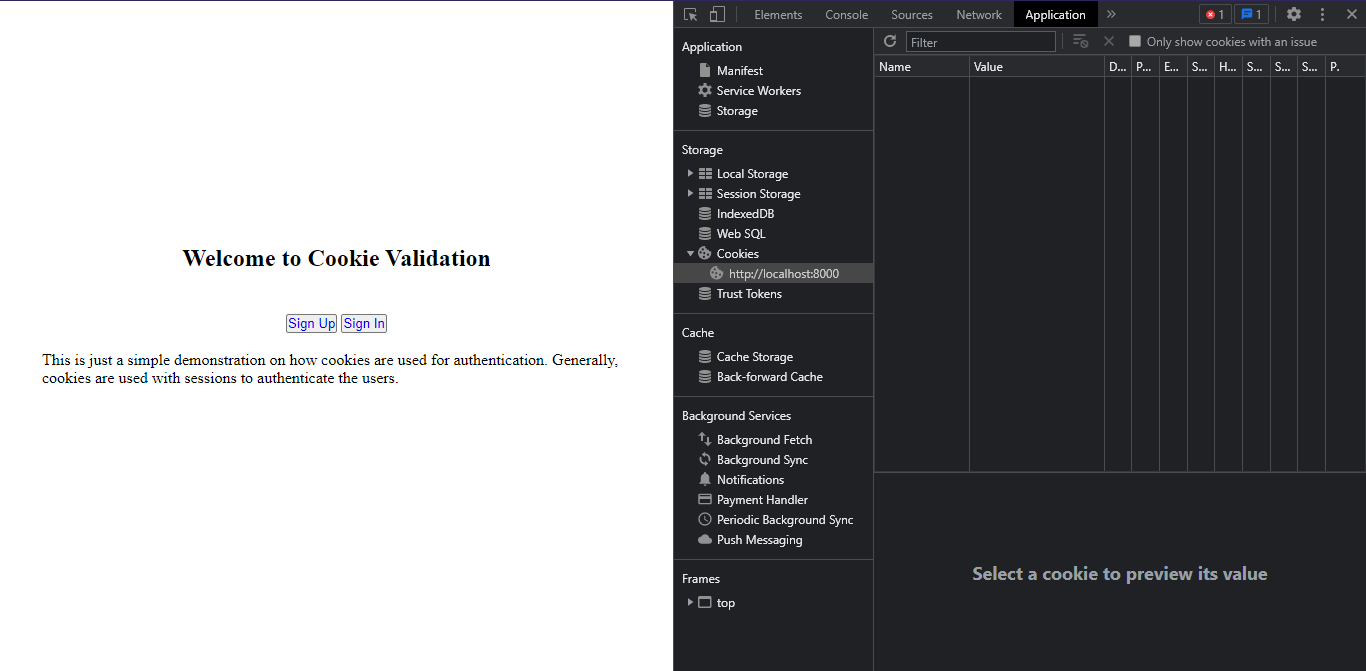 Welcome to Cookie Validation
Sign Up Sign In
This is just a simple demonstration on how cookies are used for authentication. Generally,
cookies are used with sessions to authenticate the users.
Elements Console Sources Network Application » 1 1
Application
Manifest
Service Workers
Storage
Storage
Local Storage
Session Storage
IndexedDB
Web SQL
Cookies
http://localhost:8000
Trust Tokens
Cache
Cache Storage
Back-forward Cache
Background Services
Background Fetch
Background Sync
Notifications
Payment Handler
Periodic Background Sync
Push Messaging
Frames
top
Filter Only show cookies with an issue
Name Value D... P... E... S... H... S... S... S... P.
Select a cookie to preview its value